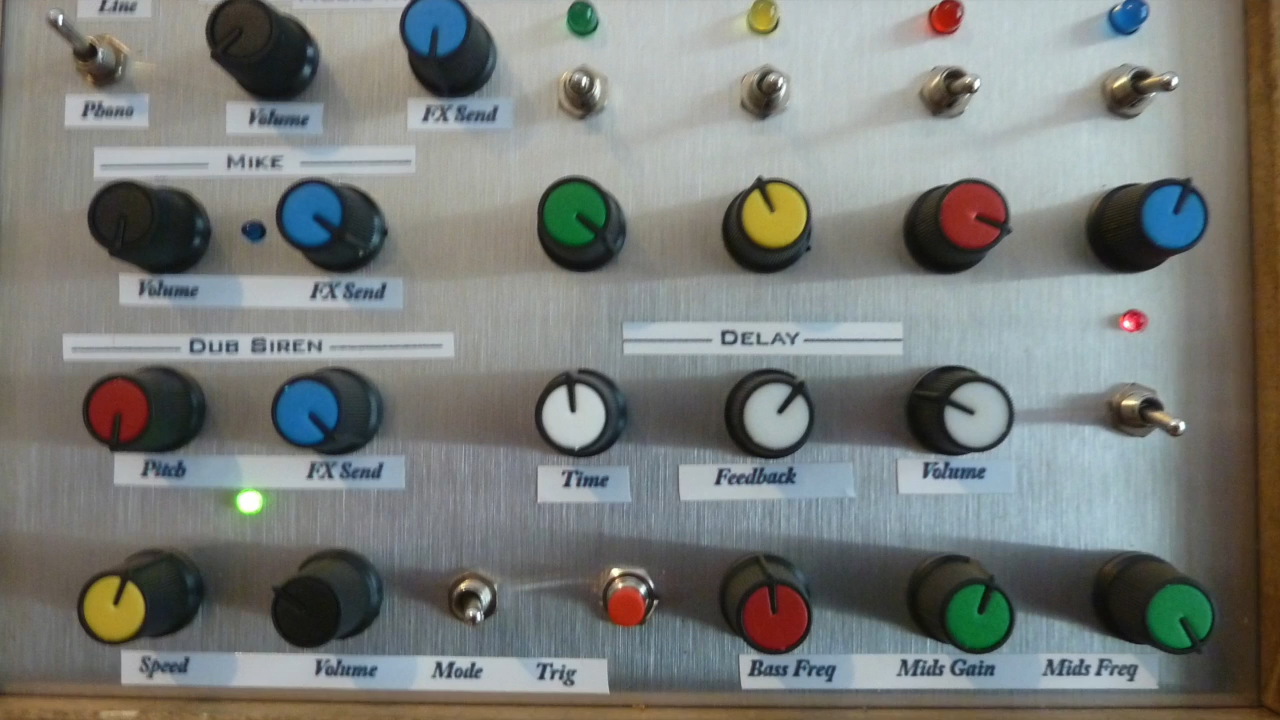 Line
Phono
Volume
FX Send
MIKE
Volume
FX Send
DUB SIREN
DELAY
Pitch
FX Send
Time
Feedback
Volume
Speed
Volume
Mode
Trig
Bass Freq
Mids Gain
Mids Freq